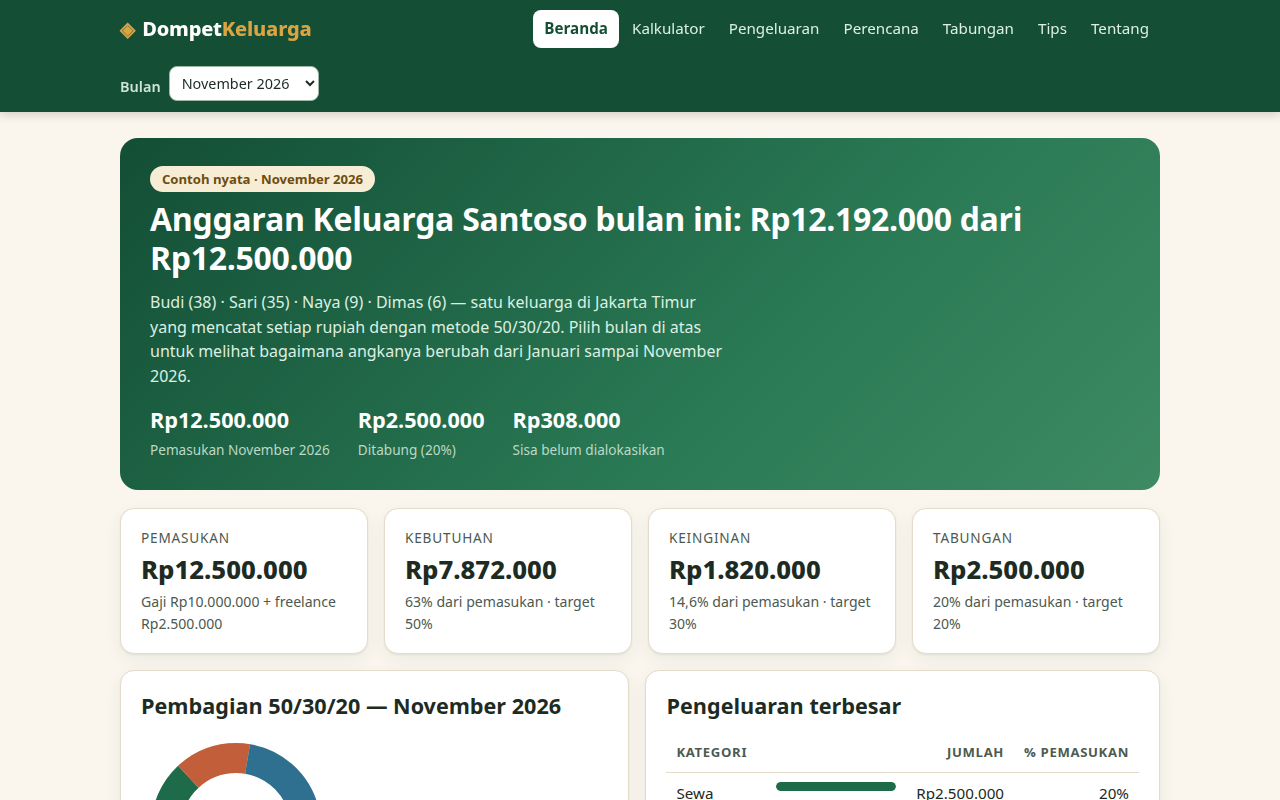 ◈ DompetKeluarga
Beranda
Kalkulator
Pengeluaran
Perencana
Tabungan
Tips
Tentang
Bulan
November 2026
Contoh nyata · November 2026
Anggaran Keluarga Santoso bulan ini: Rp12.192.000 dari
Rp12.500.000
Budi (38) · Sari (35) · Naya (9) · Dimas (6) — satu keluarga di Jakarta Timur
yang mencatat setiap rupiah dengan metode 50/30/20. Pilih bulan di atas
untuk melihat bagaimana angkanya berubah dari Januari sampai November
2026.
Rp12.500.000
Pemasukan November 2026
Rp2.500.000
Ditabung (20%)
Rp308.000
Sisa belum dialokasikan
PEMASUKAN
Rp12.500.000
Gaji Rp10.000.000 + freelance
Rp2.500.000
KEBUTUHAN
Rp7.872.000
63% dari pemasukan · target
50%
KEINGINAN
Rp1.820.000
14,6% dari pemasukan · target
30%
TABUNGAN
Rp2.500.000
20% dari pemasukan · target
20%
Pembagian 50/30/20 — November 2026
Pengeluaran terbesar
KATEGORI JUMLAH % PEMASUKAN
Sewa Rp2.500.000 20%